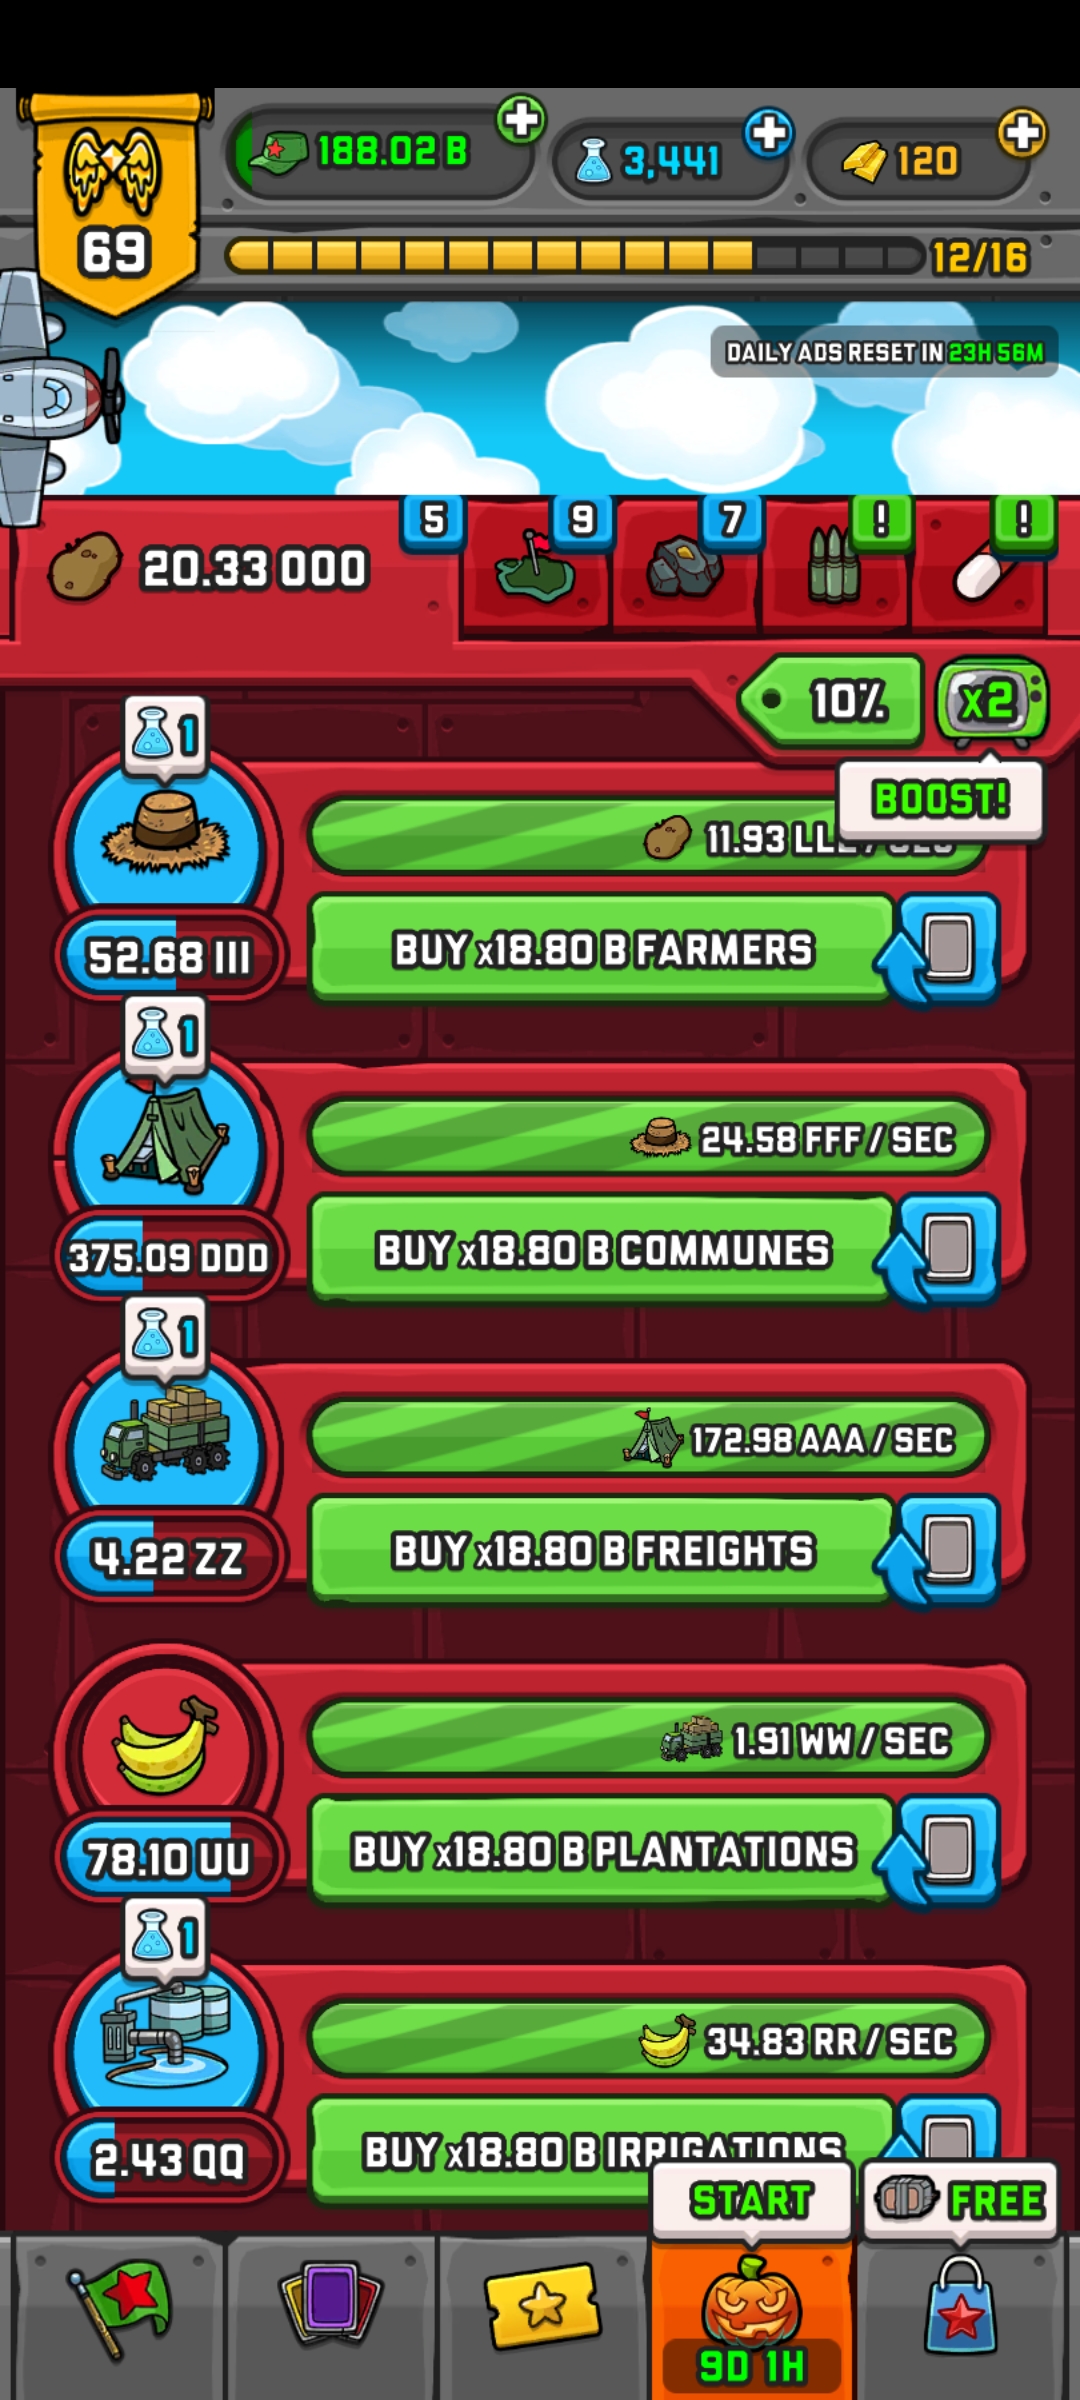 188.02 B
3,441
120
69
12/16
DAILY ADS RESET IN 23H 56M
20.33 OOO
5
9
7
!
!
10%
x2
BOOST!
1
11.93
52.68 III
BUY x18.80 B FARMERS
1
24.58 FFF / SEC
375.09 DDD
BUY x18.80 B COMMUNES
1
172.98 AAA / SEC
4.22 ZZ
BUY x18.80 B FREIGHTS
1.91 WW / SEC
78.10 UU
BUY x18.80 B PLANTATIONS
1
34.83 RR / SEC
2.43 QQ
BUY x18.80 B IRRIGATIONS
START
FREE
9D 1H